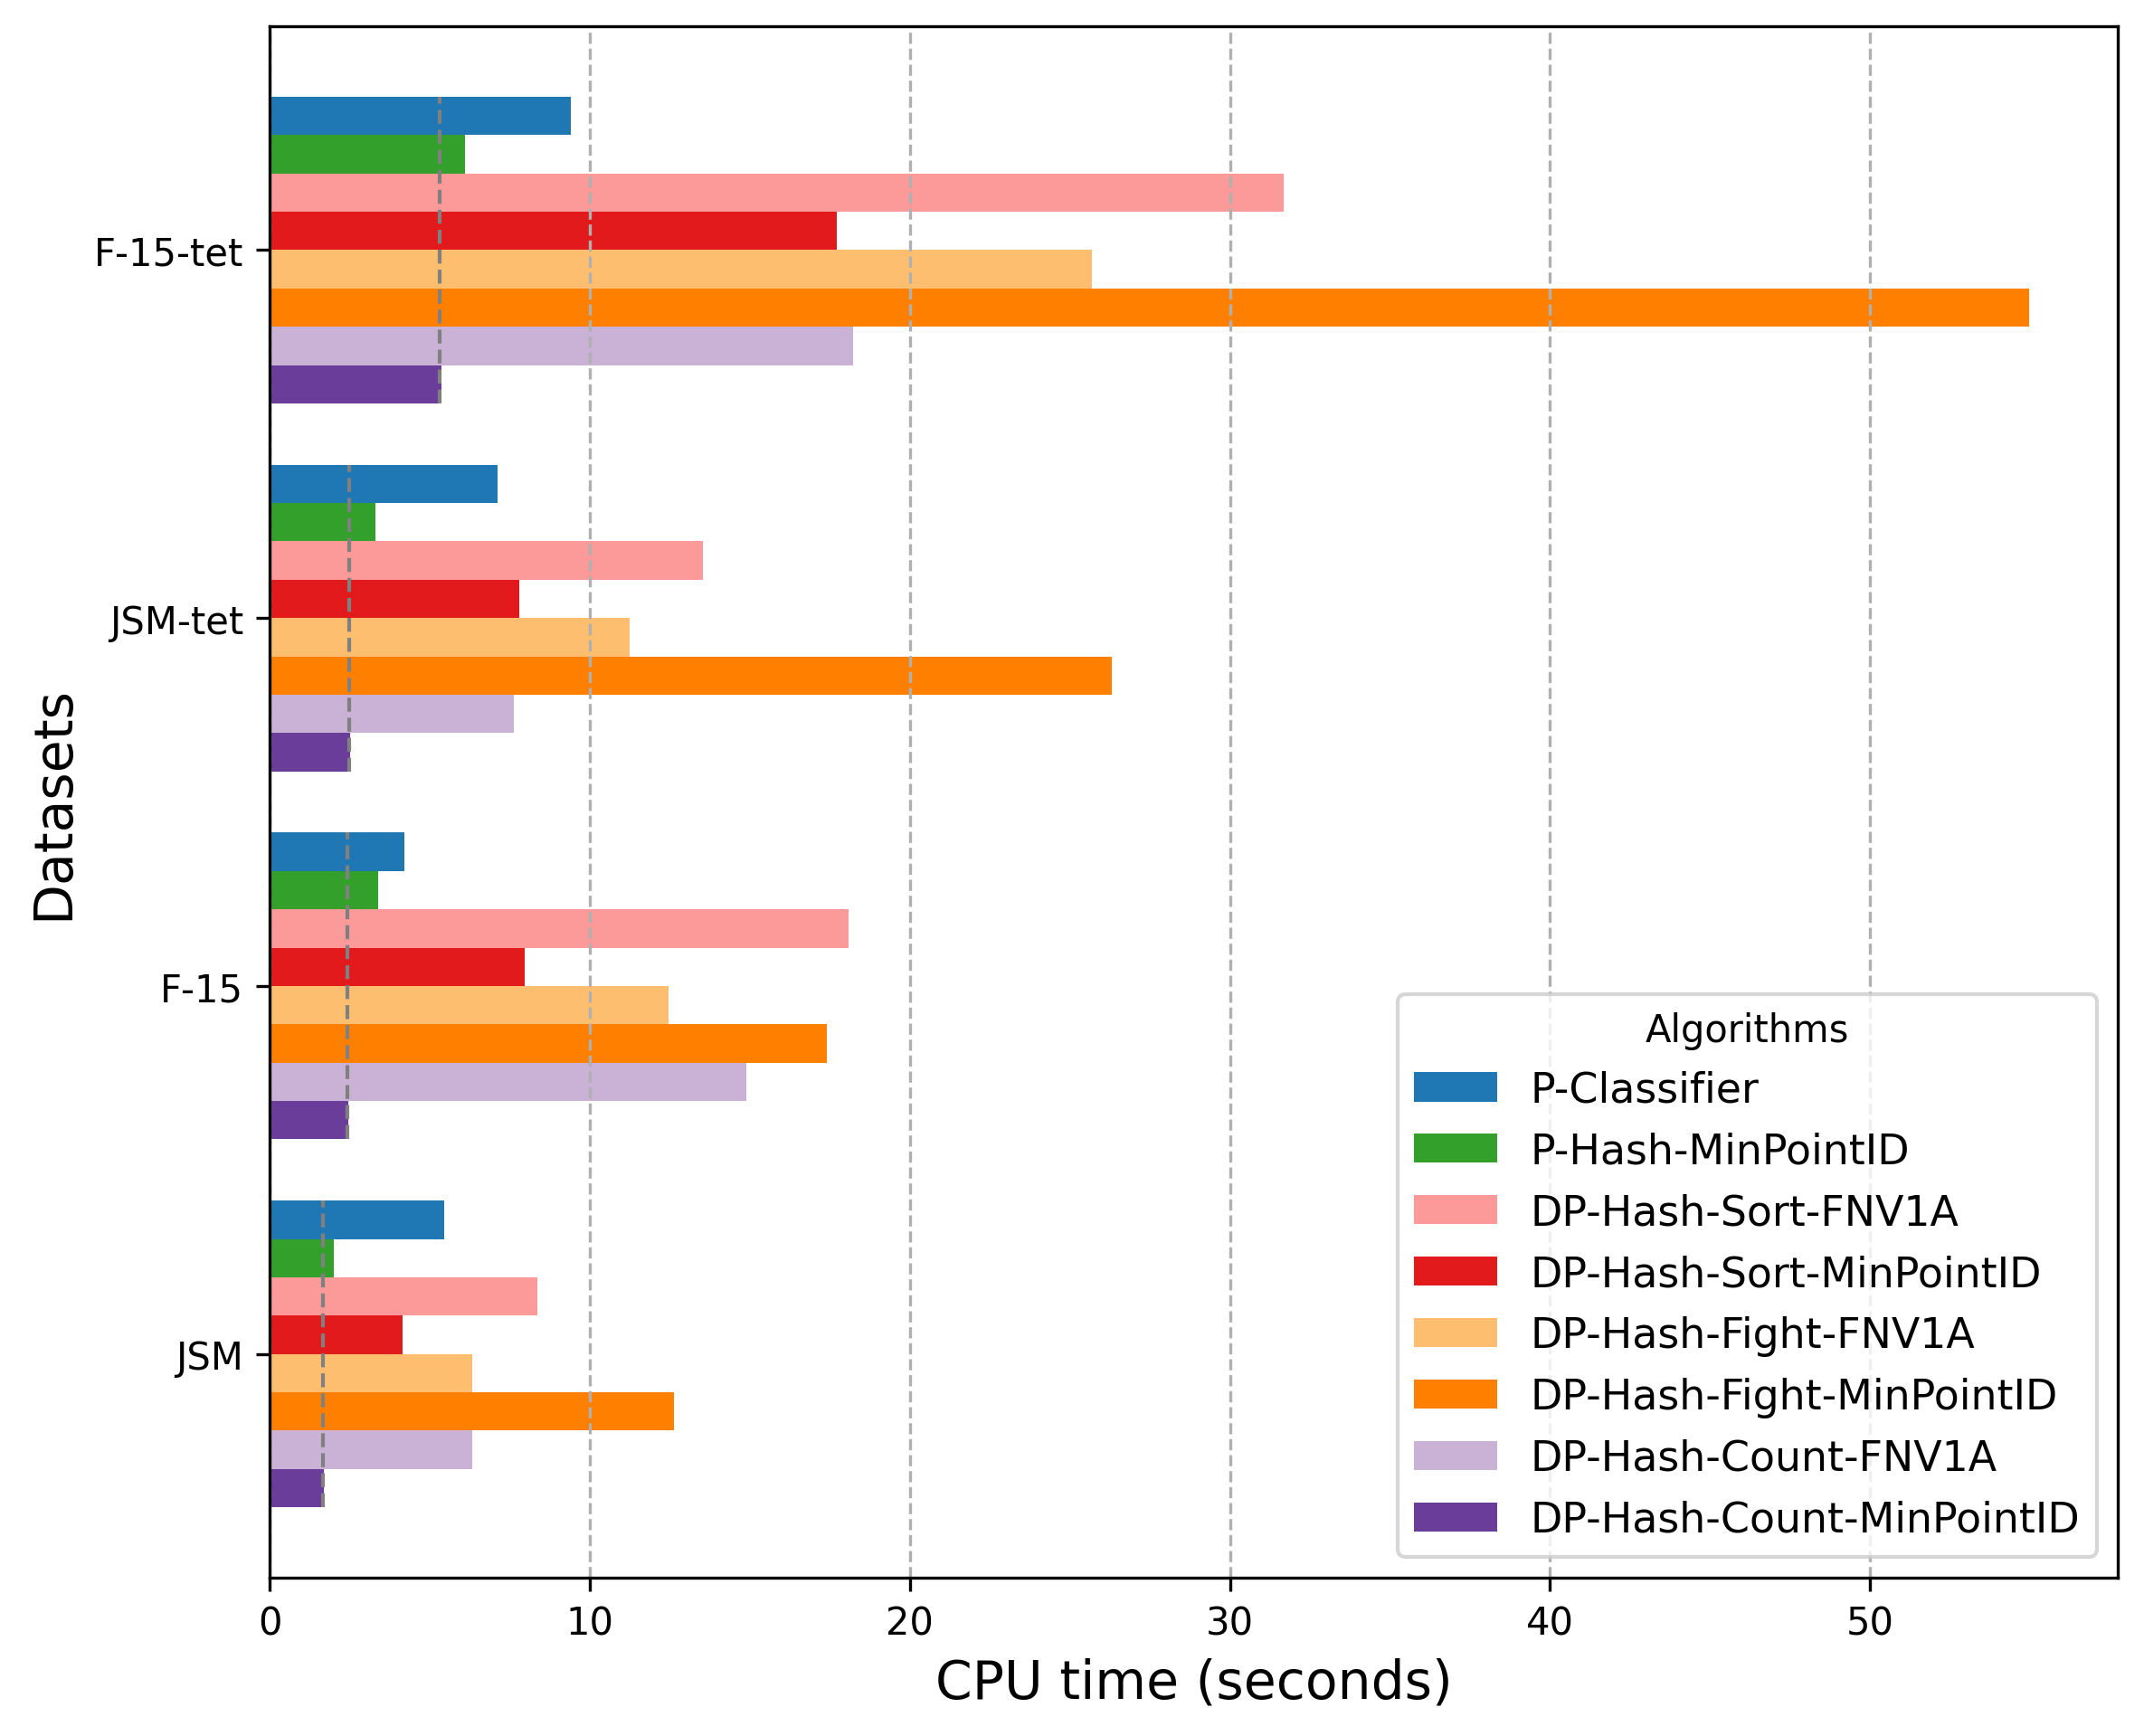 F-15-tet
JSM-tet
F-15
JSM
Datasets
0 10 20 30 40 50
CPU time (seconds)
Algorithms
P-Classifier
P-Hash-MinPointID
DP-Hash-Sort-FNV1A
DP-Hash-Sort-MinPointID
DP-Hash-Fight-FNV1A
DP-Hash-Fight-MinPointID
DP-Hash-Count-FNV1A
DP-Hash-Count-MinPointID